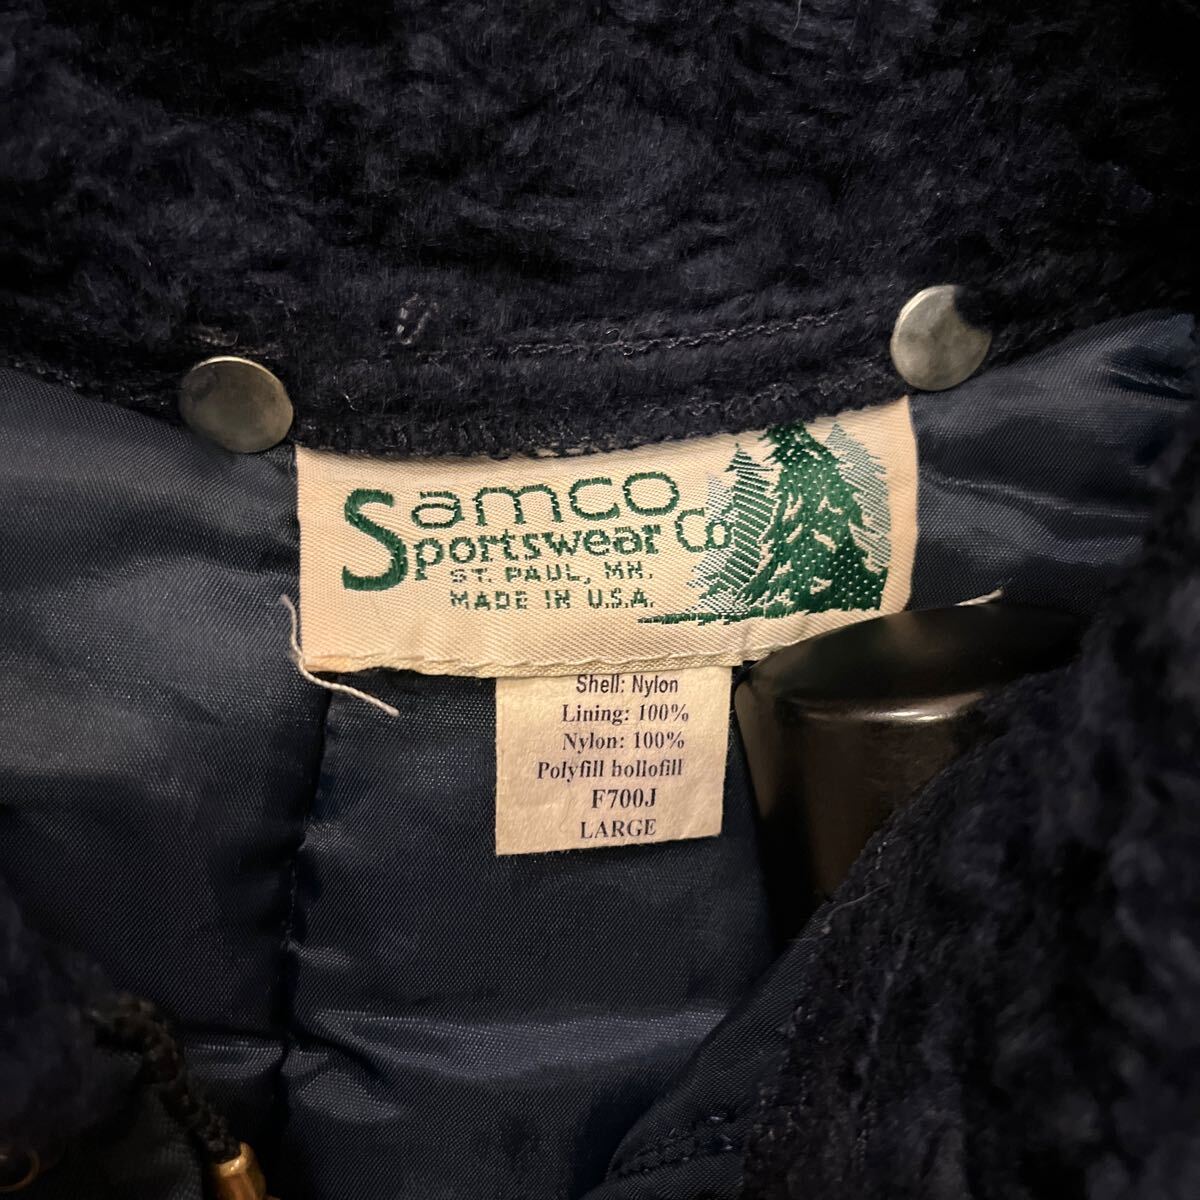 Samco
Sportswear Co
ST. PAUL, MN.
MADE IN U.S.A.
Shell: Nylon
Lining: 100%
Nylon: 100%
Polyfill bollofill
F700J
LARGE